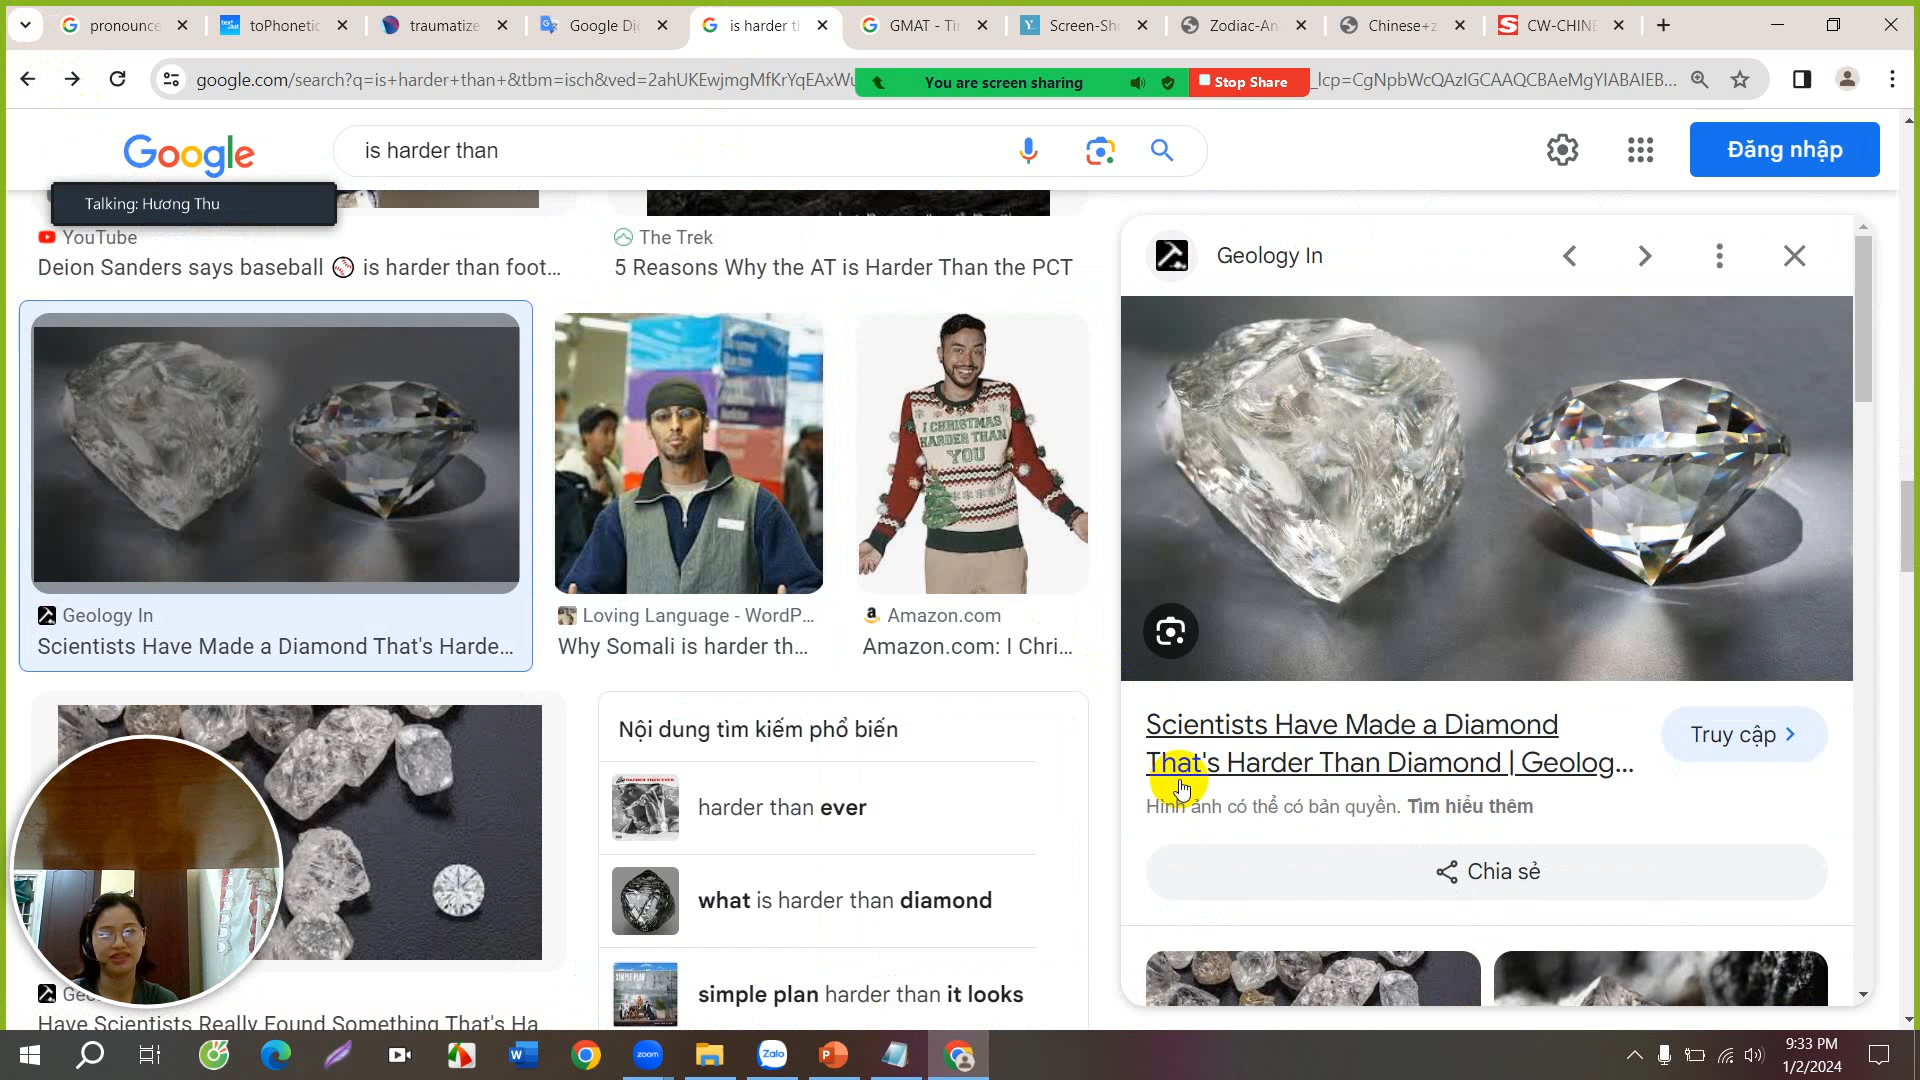 pronounce
toPhonetic
traumatize
Google Di
is harder t
GMAT - Ti
Screen-Sh
Zodiac-An
Chinese+z
CW-CHINE
google.com/search?q=is+harder+than+&tbm=isch&ved=2ahUKEwjmgMfKrYqEAxWu
You are screen sharing
Stop Share
_lcp=CgNpbWcQAzIGCAAQCBAeMgYIABAIEB...
Google
is harder than
Đăng nhập
Talking: Hương Thu
YouTube
Deion Sanders says baseball ⚾ is harder than foot...
The Trek
5 Reasons Why the AT is Harder Than the PCT
Geology In
Scientists Have Made a Diamond That's Harde...
I CHRISTMAS
HARDER THAN
YOU
Loving Language - WordP...
Why Somali is harder th...
Amazon.com
Amazon.com: I Chri...
Geology In
Scientists Have Made a Diamond
That's Harder Than Diamond | Geolog...
Truy cập
Hình ảnh có thể có bản quyền. Tìm hiểu thêm
Chia sẻ
Nội dung tìm kiếm phổ biến
harder than ever
what is harder than diamond
SIMPLE PLAN
simple plan harder than it looks
Geo
Have Scientists Really Found Something That's Ha
zoom
Zalo
9:33 PM
1/2/2024